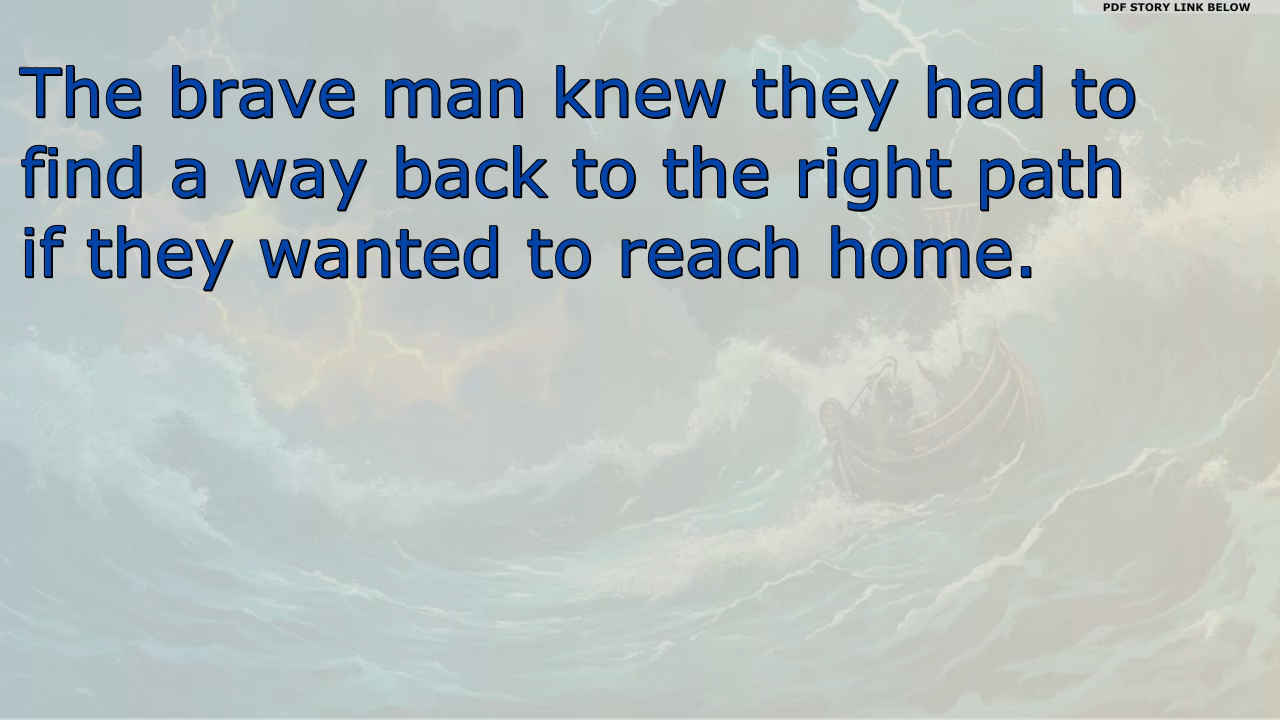 PDF STORY LINK BELOW
The brave man knew they had to
find a way back to the right path
if they wanted to reach home.